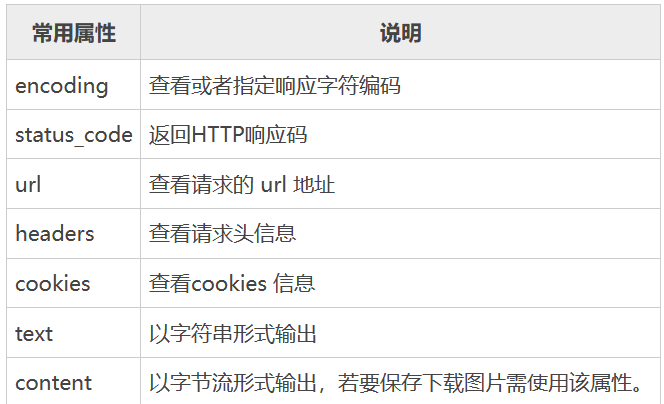 常用属性 说明
encoding 查看或者指定响应字符编码
status_code 返回HTTP响应码
url 查看请求的 url 地址
headers 查看请求头信息
cookies 查看cookies 信息
text 以字符串形式输出
content 以字节流形式输出，若要保存下载图片需使用该属性。